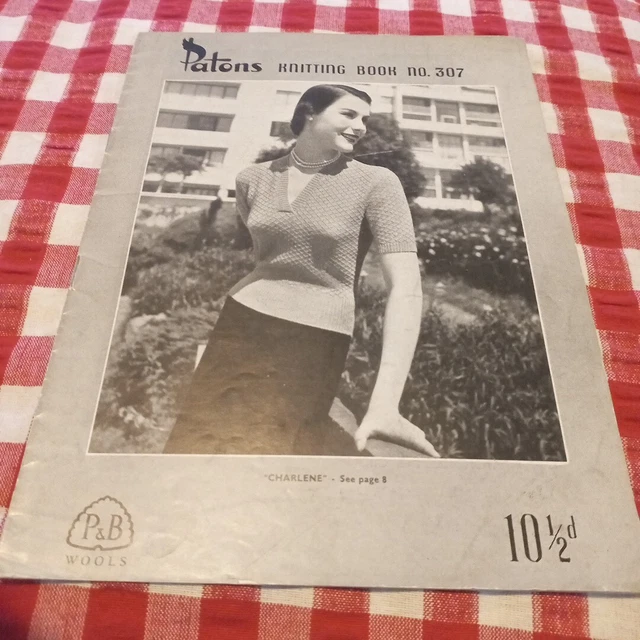 Patons KNITTING BOOK NO. 307
"CHARLENE" - See page 8
P&B
WOOLS
10½d